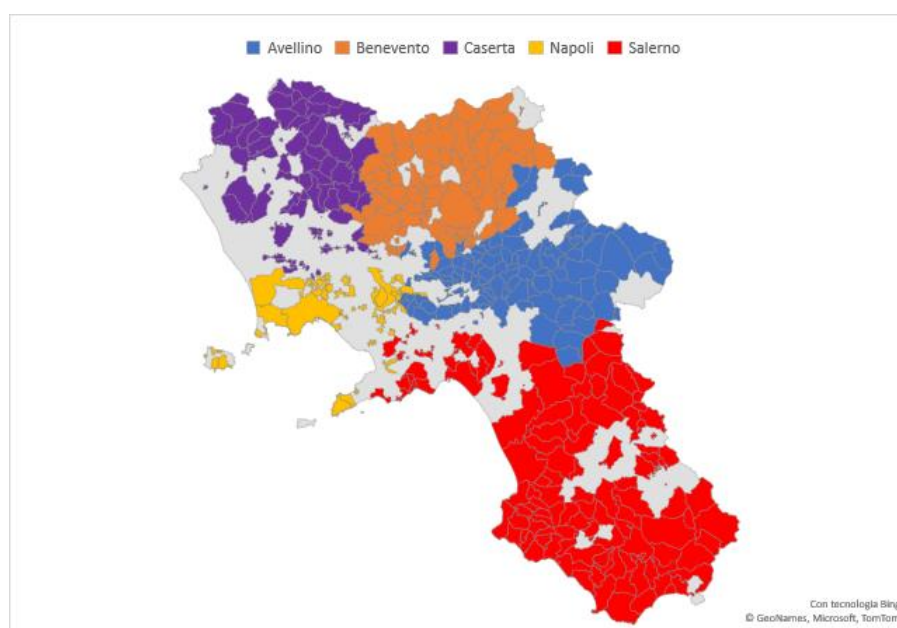 Avellino Benevento Caserta Napoli Salerno
Con tecnologia Bing
© GeoNames, Microsoft, TomTom